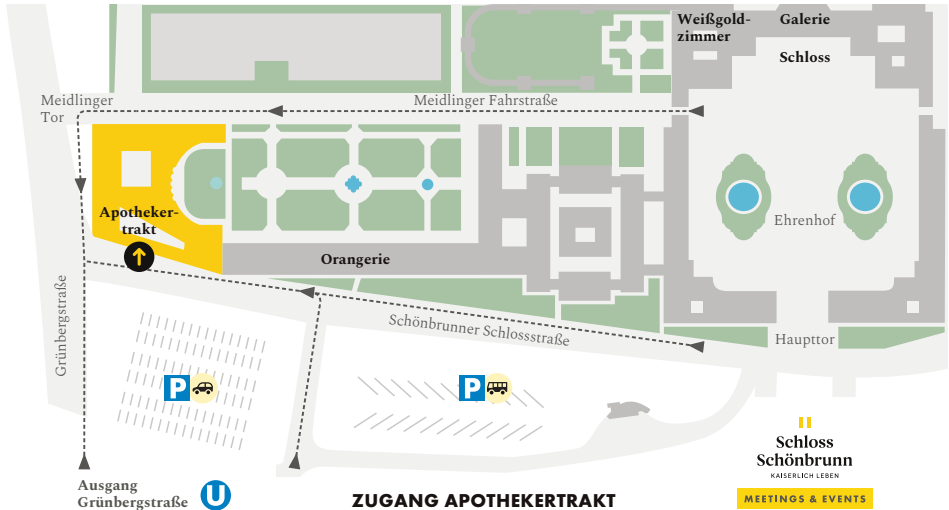 Weißgold-
zimmer
Galerie
Schloss
Meidlinger
Tor
Meidlinger Fahrstraße
Apotheker-
trakt
Ehrenhof
Orangerie
Grünbergstraße
Schönbrunner Schlossstraße
Haupttor
P
P
Ausgang
Grünbergstraße
U
ZUGANG APOTHEKERTRAKT
Schloss
Schönbrunn
KAISERLICH LEBEN
MEETINGS & EVENTS